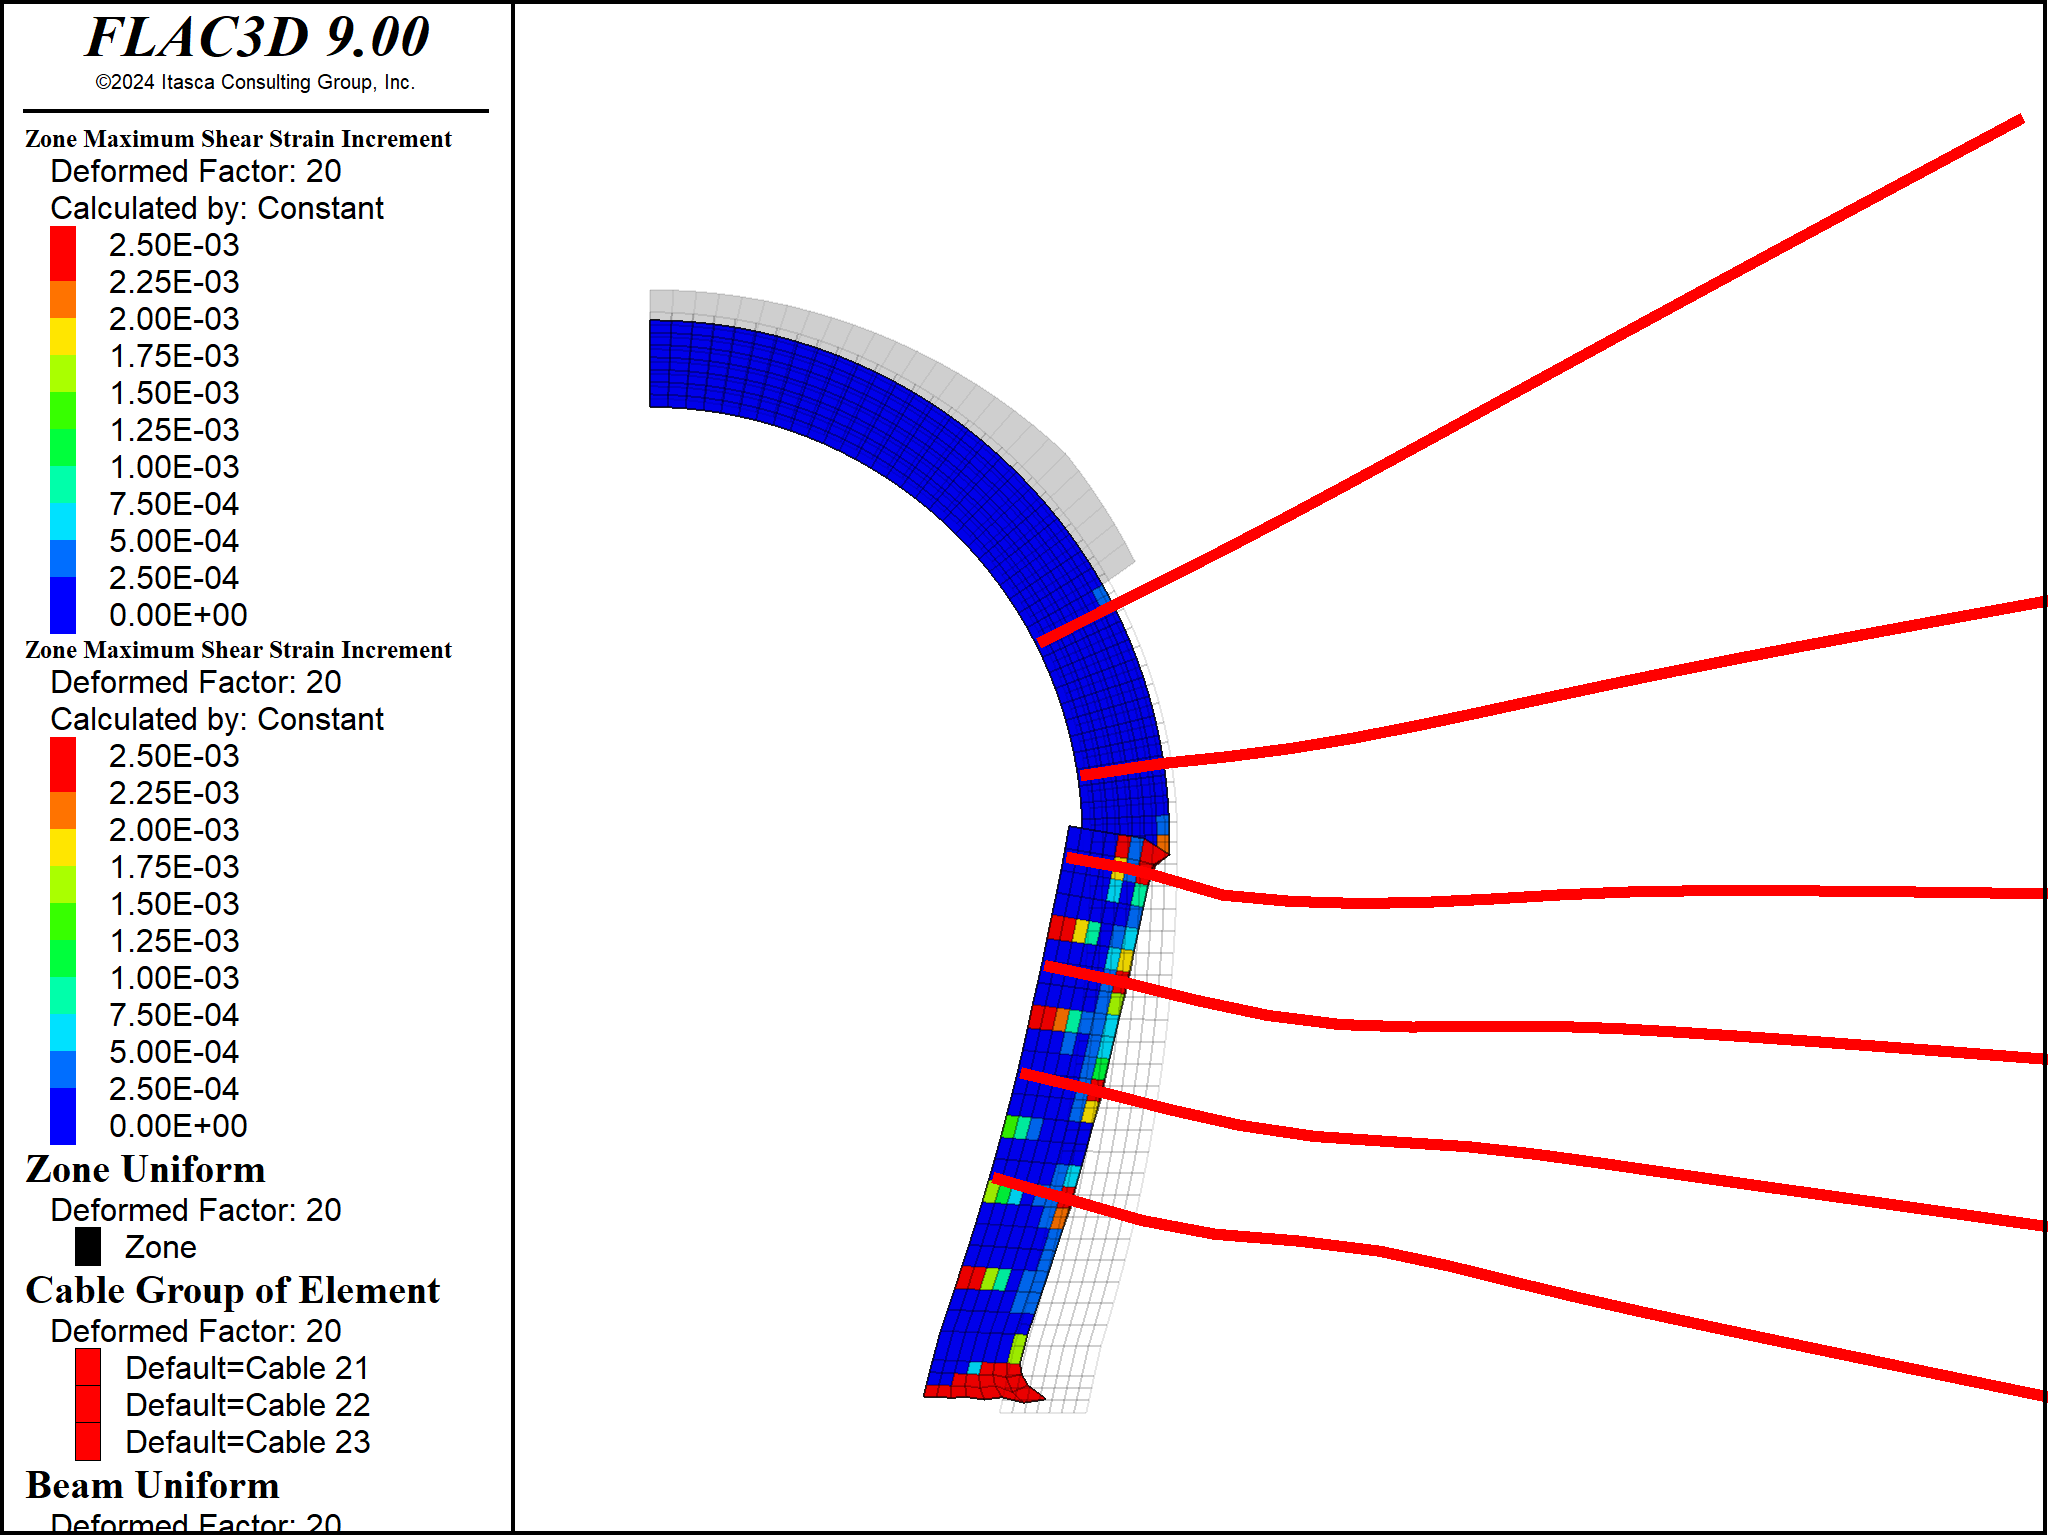 FLAC3D 9.00
©2024 Itasca Consulting Group, Inc.
Zone Maximum Shear Strain Increment
Deformed Factor: 20
Calculated by: Constant
2.50E-03
2.25E-03
2.00E-03
1.75E-03
1.50E-03
1.25E-03
1.00E-03
7.50E-04
5.00E-04
2.50E-04
0.00E+00
Zone Maximum Shear Strain Increment
Deformed Factor: 20
Calculated by: Constant
2.50E-03
2.25E-03
2.00E-03
1.75E-03
1.50E-03
1.25E-03
1.00E-03
7.50E-04
5.00E-04
2.50E-04
0.00E+00
Zone Uniform
Deformed Factor: 20
Zone
Cable Group of Element
Deformed Factor: 20
Default=Cable 21
Default=Cable 22
Default=Cable 23
Beam Uniform
Deformed Factor: 20